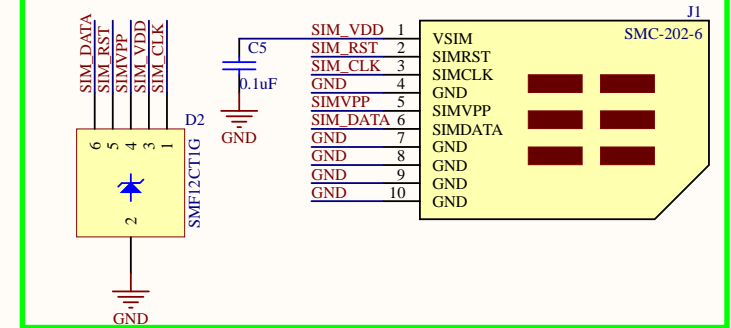 J1
SMC-202-6
SIM_DATA
SIM_RST
SIMVPP
SIM_VDD
SIM_CLK
6
5
4
3
1
D2
SMF12CT1G
2
GND
C5
0.1uF
GND
SIM_VDD 1 VSIM
SIM_RST 2 SIMRST
SIM_CLK 3 SIMCLK
GND 4 GND
SIMVPP 5 SIMVPP
SIM_DATA 6 SIMDATA
GND 7 GND
GND 8 GND
GND 9 GND
GND 10 GND